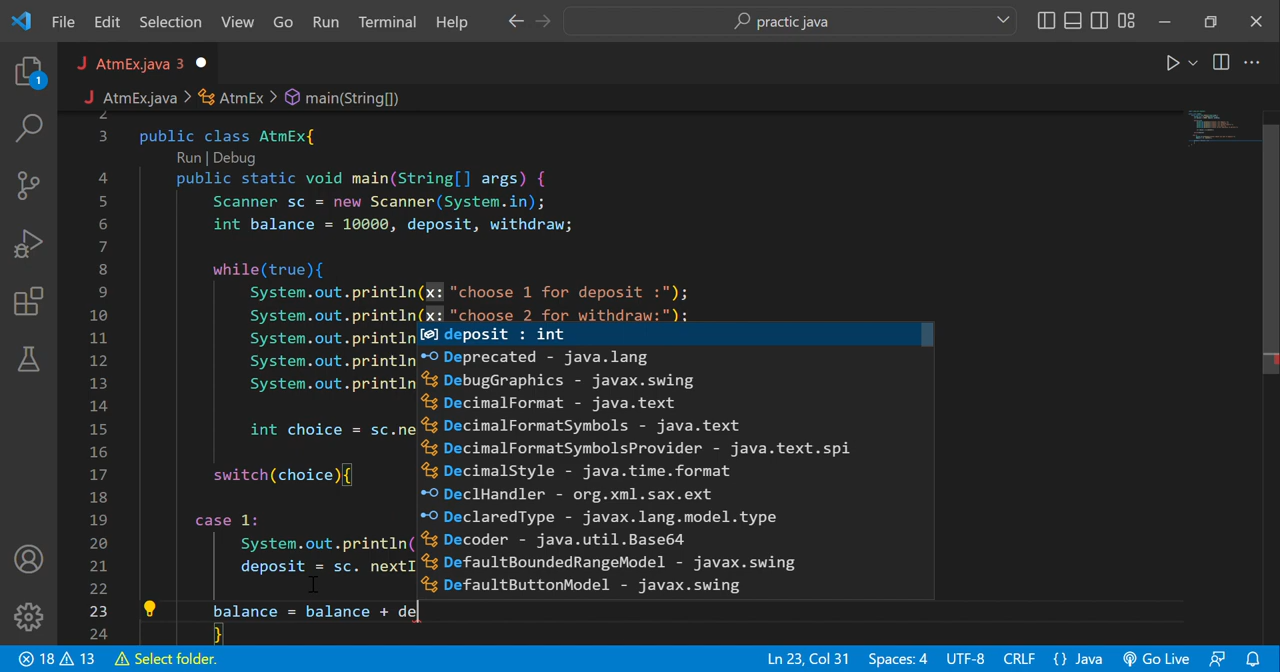 File Edit Selection View Go Run Terminal Help practic java
1
AtmEx.java 3
AtmEx.java > AtmEx > main(String[])
2
3 public class AtmEx{
Run | Debug
4 public static void main(String[] args) {
5 Scanner sc = new Scanner(System.in);
6 int balance = 10000, deposit, withdraw;
7
8 while(true){
9 System.out.println(x: "choose 1 for deposit :");
10 System.out.println(x: "choose 2 for withdraw:");
11 System.out.println
12 System.out.println
13 System.out.println
14
15 int choice = sc.ne
16
17 switch(choice){
18
19 case 1:
20 System.out.println(
21 deposit = sc. nextI
22
23 balance = balance + de
24 }
deposit : int
Deprecated - java.lang
DebugGraphics - javax.swing
DecimalFormat - java.text
DecimalFormatSymbols - java.text
DecimalFormatSymbolsProvider - java.text.spi
DecimalStyle - java.time.format
DeclHandler - org.xml.sax.ext
DeclaredType - javax.lang.model.type
Decoder - java.util.Base64
DefaultBoundedRangeModel - javax.swing
DefaultButtonModel - javax.swing
18 13 Select folder. Ln 23, Col 31 Spaces: 4 UTF-8 CRLF {} Java Go Live